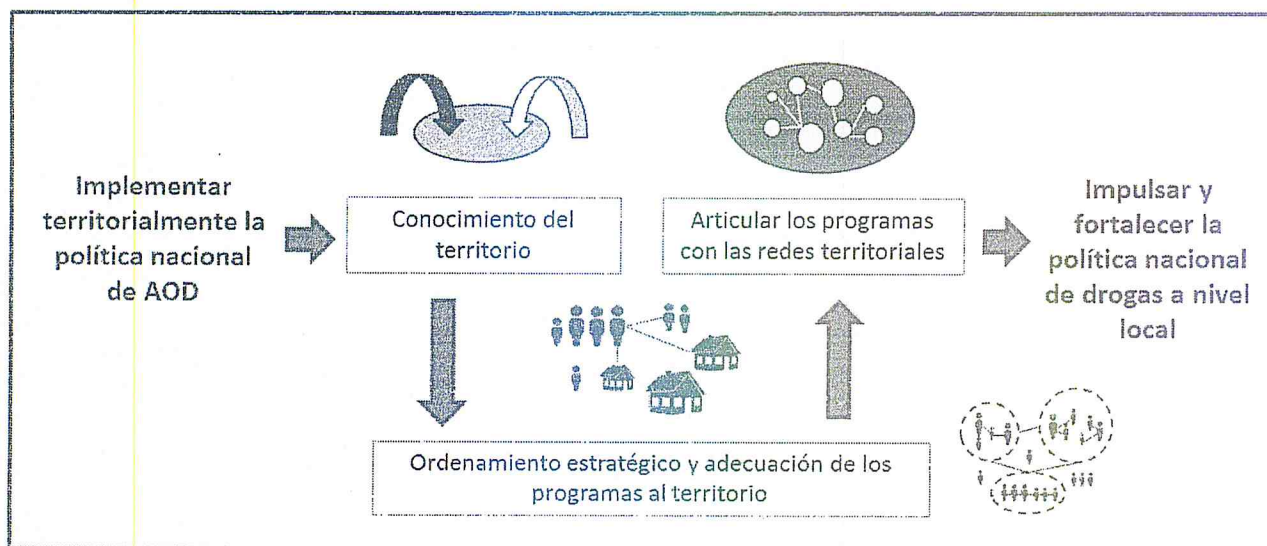 Implementar
territorialmente la
política nacional
de AOD
Conocimiento del
territorio
Ordenamiento estratégico y adecuación de los
programas al territorio
Articular los programas
con las redes territoriales
Impulsar y
fortalecer la
política nacional
de drogas a nivel
local